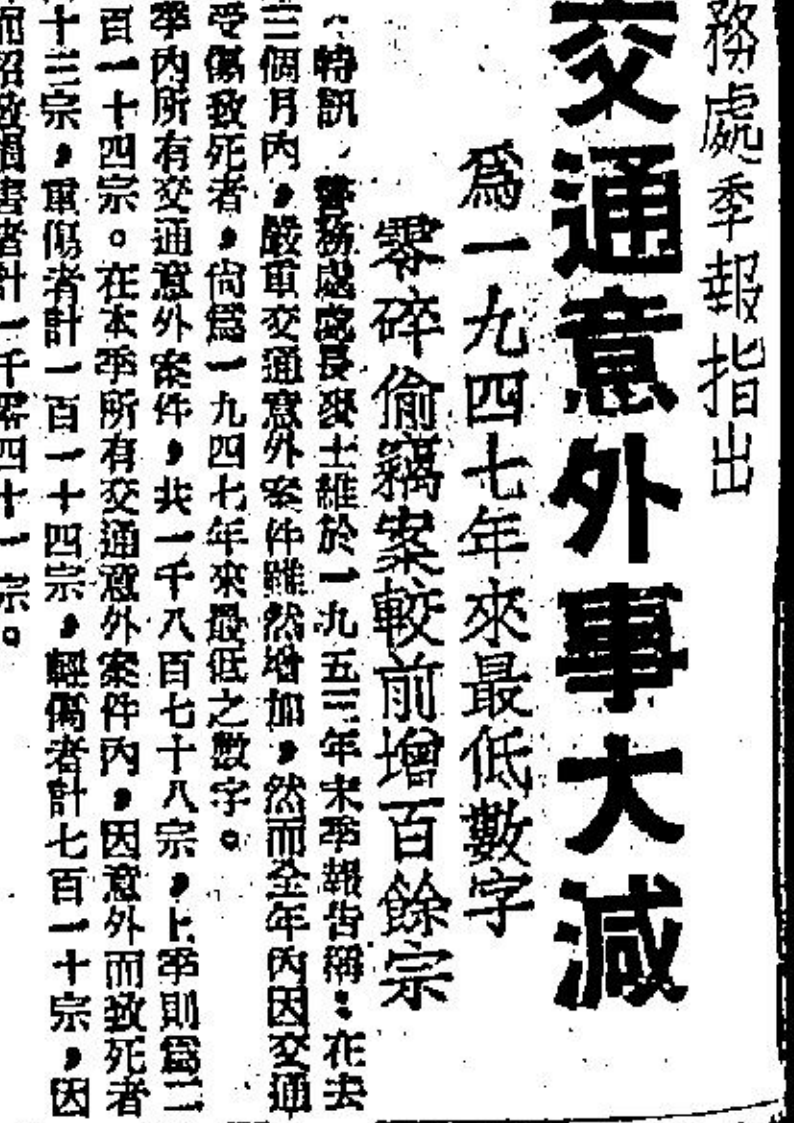 務處季報指出
交通意外事大減
為一九四七年來最低數字
零碎偷竊案較前增百餘宗
特訊 警務處處長麥士維於一九五三年末季報告稱：在去
三個月內，嚴重交通意外案件雖然增加，然而全年內因交通
受傷致死者，尚為一九四七年來最低之數字。
季內所有交通意外案件，共一千八百七十八宗，上季則為二
百一十四宗。在本季所有交通意外案件內，因意外而致死者
十三宗，重傷者計一百一十四宗，輕傷者計七百一十宗，因
而招致損害者計一千零四十一宗。